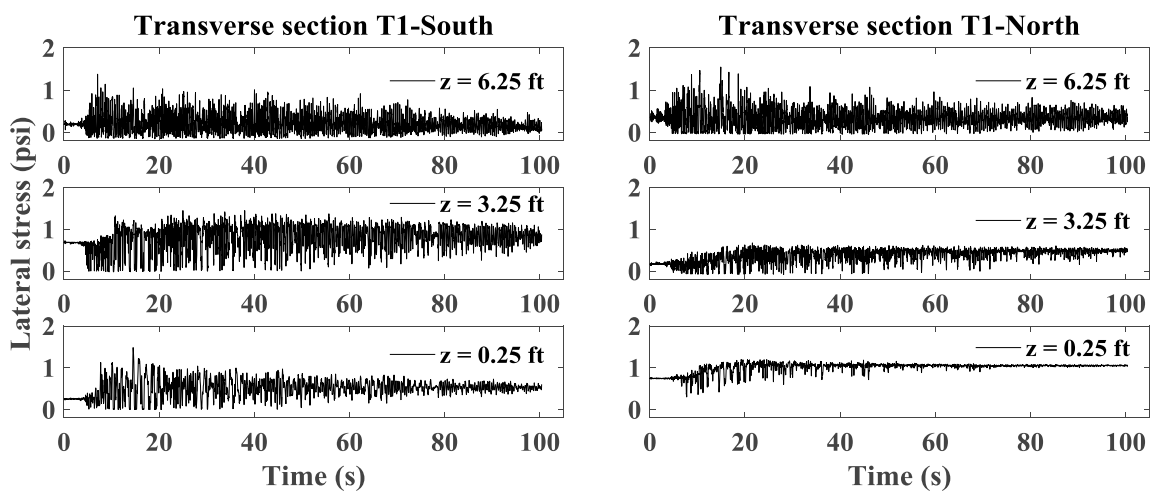 Transverse section T1-South
2
1
0
z = 6.25 ft
0 20 40 60 80 100
2
1
0
z = 3.25 ft
0 20 40 60 80 100
2
1
0
z = 0.25 ft
0 20 40 60 80 100
Time (s)
Lateral stress (psi)
Transverse section T1-North
2
1
0
z = 6.25 ft
0 20 40 60 80 100
2
1
0
z = 3.25 ft
0 20 40 60 80 100
2
1
0
z = 0.25 ft
0 20 40 60 80 100
Time (s)